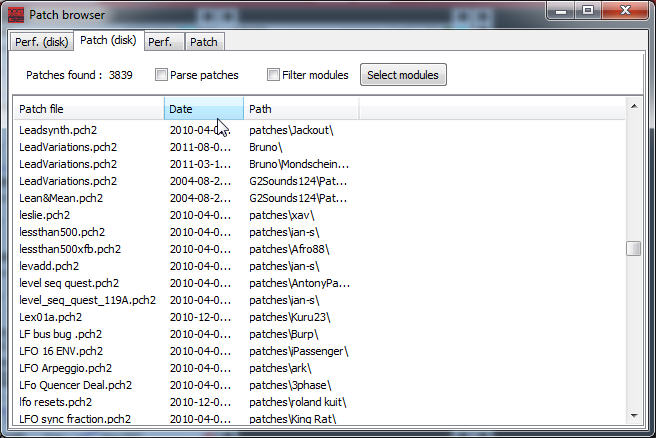 Patch browser
Perf. (disk) Patch (disk) Perf. Patch
Patches found : 3839 Parse patches Filter modules Select modules
Patch file Date Path
Leadsynth.pch2 2010-04-0... patches\Jackout\
LeadVariations.pch2 2011-08-0... Bruno\
LeadVariations.pch2 2011-03-1... Bruno\Mondschein...
LeadVariations.pch2 2004-08-2... G2Sounds124\Pat...
Lean&Mean.pch2 2004-08-2... G2Sounds124\Pat...
leslie.pch2 2010-04-0... patches\xav\
lessthan500.pch2 2010-04-0... patches\ian-s\
lessthan500xfb.pch2 2010-04-0... patches\Afro88\
levadd.pch2 2010-04-0... patches\ian-s\
level seq quest.pch2 2010-04-0... patches\AntonyPa...
level_seq_quest_119A.pch2 2010-04-0... patches\ian-s\
Lex01a.pch2 2010-12-0... patches\Kuru23\
LF bus bug .pch2 2010-04-0... patches\Burp\
LFO 16 ENV.pch2 2010-04-0... patches\iPassenger\
LFO Arpeggio.pch2 2010-04-0... patches\ark\
LFo Quencer Deal.pch2 2010-04-0... patches\3phase\
lfo resets.pch2 2010-12-0... patches\roland kuit\
LFO sync fraction.pch2 2010-04-0... patches\King Rat\